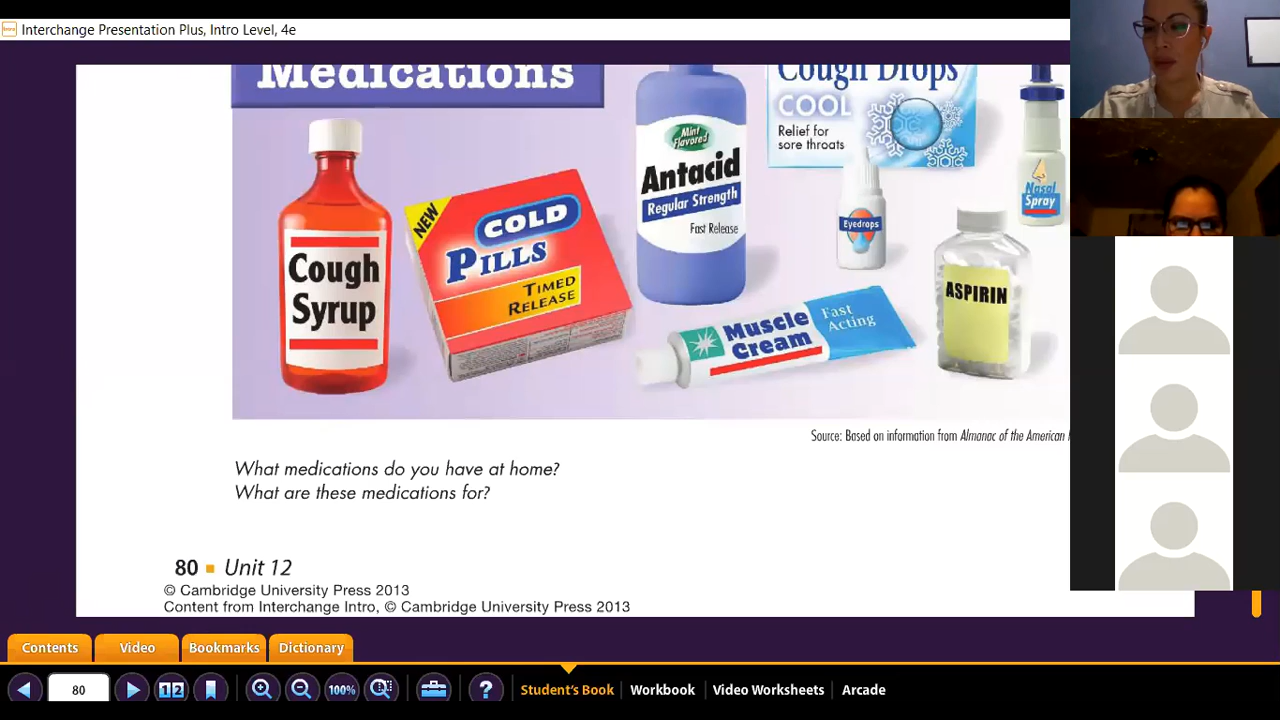 Interchange Presentation Plus, Intro Level, 4e
Medications
Cough Drops
COOL
Relief for
sore throats
Mint
Flavored
Antacid
Regular Strength
Fast Release
NEW
COLD
PILLS
TIMED
RELEASE
Cough
Syrup
Eyedrops
Nasal
Spray
ASPIRIN
Muscle
Cream
Fast
Acting
Source: Based on information from Almanac of the American
What medications do you have at home?
What are these medications for?
80 Unit 12
© Cambridge University Press 2013
Content from Interchange Intro, © Cambridge University Press 2013
Contents Video Bookmarks Dictionary
80 12 100% ? Student's Book Workbook Video Worksheets Arcade